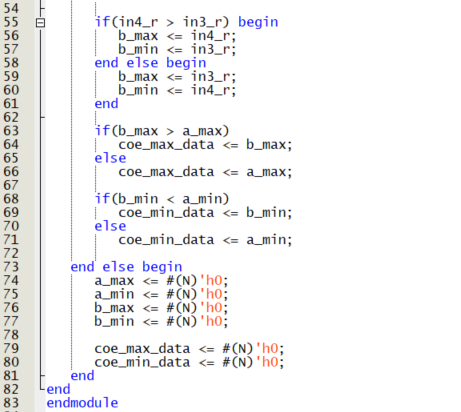 54
55 if(in4_r > in3_r) begin
56 b_max <= in4_r;
57 b_min <= in4_r;
58 end else begin
59 b_max <= in3_r;
60 b_min <= in4_r;
61 end
62
63 if(b_max > a_max)
64 coe_max_data <= b_max;
65 else
66 coe_max_data <= a_max;
67
68 if(b_min < a_min)
69 coe_min_data <= b_min;
70 else
71 coe_min_data <= a_min;
72
73 end else begin
74 a_max <= #(N)'h0;
75 a_min <= #(N)'h0;
76 b_max <= #(N)'h0;
77 b_min <= #(N)'h0;
78
79 coe_max_data <= #(N)'h0;
80 coe_min_data <= #(N)'h0;
81 end
82 end
83 endmodule